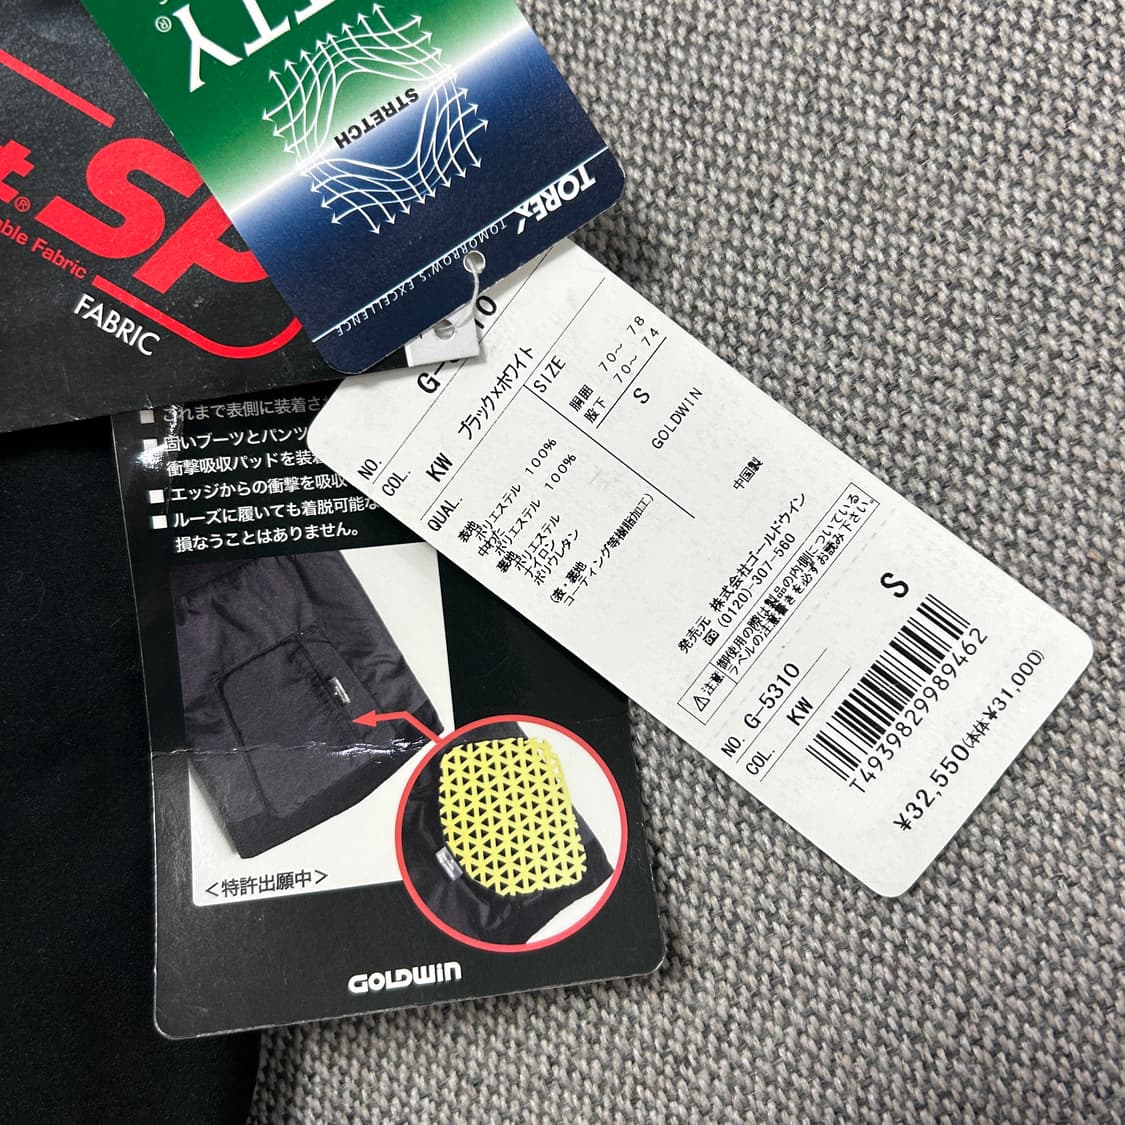 t.® SP
able Fabric
FABRIC
TTY®
STRETCH
TOREX
TOMORROW'S EXCELLENCE
■ これまで表側に装着さ
■ 固いブーツとパンツ
衝撃吸収パッドを装着
■ エッジからの衝撃を吸収
■ ルーズに履いても着脱可能な
損なうことはありません。
<特許出願中>
GOLDWIN
NO.
COL. KW ブラック×ホワイト
QUAL.
SIZE
胴囲 70~ 78
股下 70~ 74
S
表地
ポリエステル 100%
中わた
ポリエステル 100%
裏地
ポリエステル
ナイロン
ポリウレタン
コーティング等樹脂加工)
GOLDWIN
中国製
発売元 株式会社ゴールドウイン
(0120)-307-560
⚠注意 御使用の際は製品の内側についている
ラベルの注意書きを必ずお読み下さい。
NO. G-5310
COL. KW
S
T4939829989462
¥32,550(本体¥31,000)